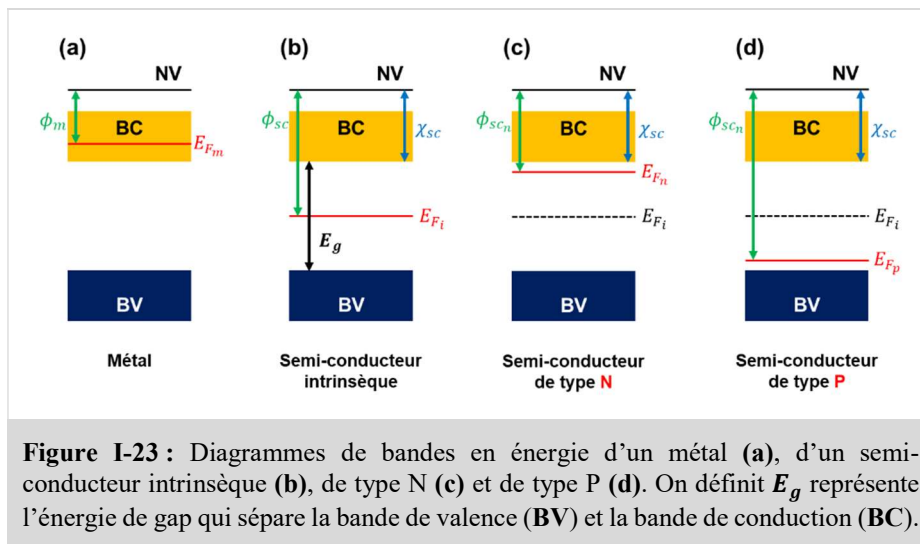 (a)
NV
ϕm
BC
EFm
BV
Métal
(b)
NV
ϕsc
BC
χsc
EFi
Eg
BV
Semi-conducteur
intrinsèque
(c)
NV
ϕscn
BC
χsc
EFn
EFi
BV
Semi-conducteur
de type N
(d)
NV
ϕscn
BC
χsc
EFi
EFp
BV
Semi-conducteur
de type P
Figure I-23 : Diagrammes de bandes en énergie d’un métal (a), d’un semi-
conducteur intrinsèque (b), de type N (c) et de type P (d). On définit Eg représente
l’énergie de gap qui sépare la bande de valence (BV) et la bande de conduction (BC).